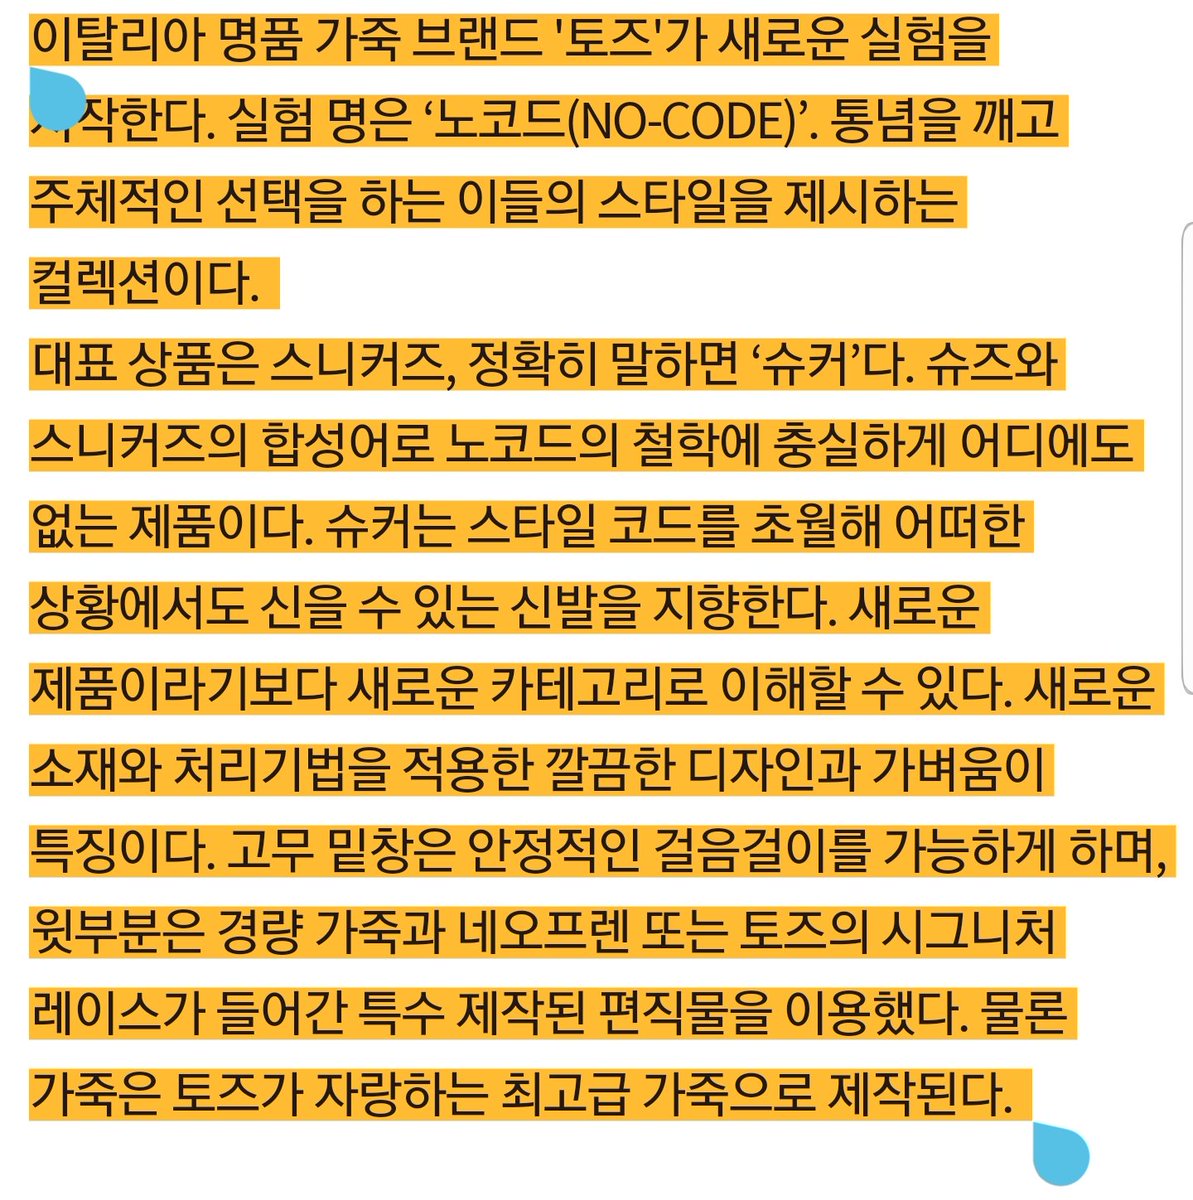 이탈리아 명품 가죽 브랜드 '토즈'가 새로운 실험을
시작한다. 실험 명은 ‘노코드(NO-CODE)’. 통념을 깨고
주체적인 선택을 하는 이들의 스타일을 제시하는
컬렉션이다.
대표 상품은 스니커즈, 정확히 말하면 ‘슈커’다. 슈즈와
스니커즈의 합성어로 노코드의 철학에 충실하게 어디에도
없는 제품이다. 슈커는 스타일 코드를 초월해 어떠한
상황에서도 신을 수 있는 신발을 지향한다. 새로운
제품이라기보다 새로운 카테고리로 이해할 수 있다. 새로운
소재와 처리기법을 적용한 깔끔한 디자인과 가벼움이
특징이다. 고무 밑창은 안정적인 걸음걸이를 가능하게 하며,
윗부분은 경량 가죽과 네오프렌 또는 토즈의 시그니처
레이스가 들어간 특수 제작된 편직물을 이용했다. 물론
가죽은 토즈가 자랑하는 최고급 가죽으로 제작된다.